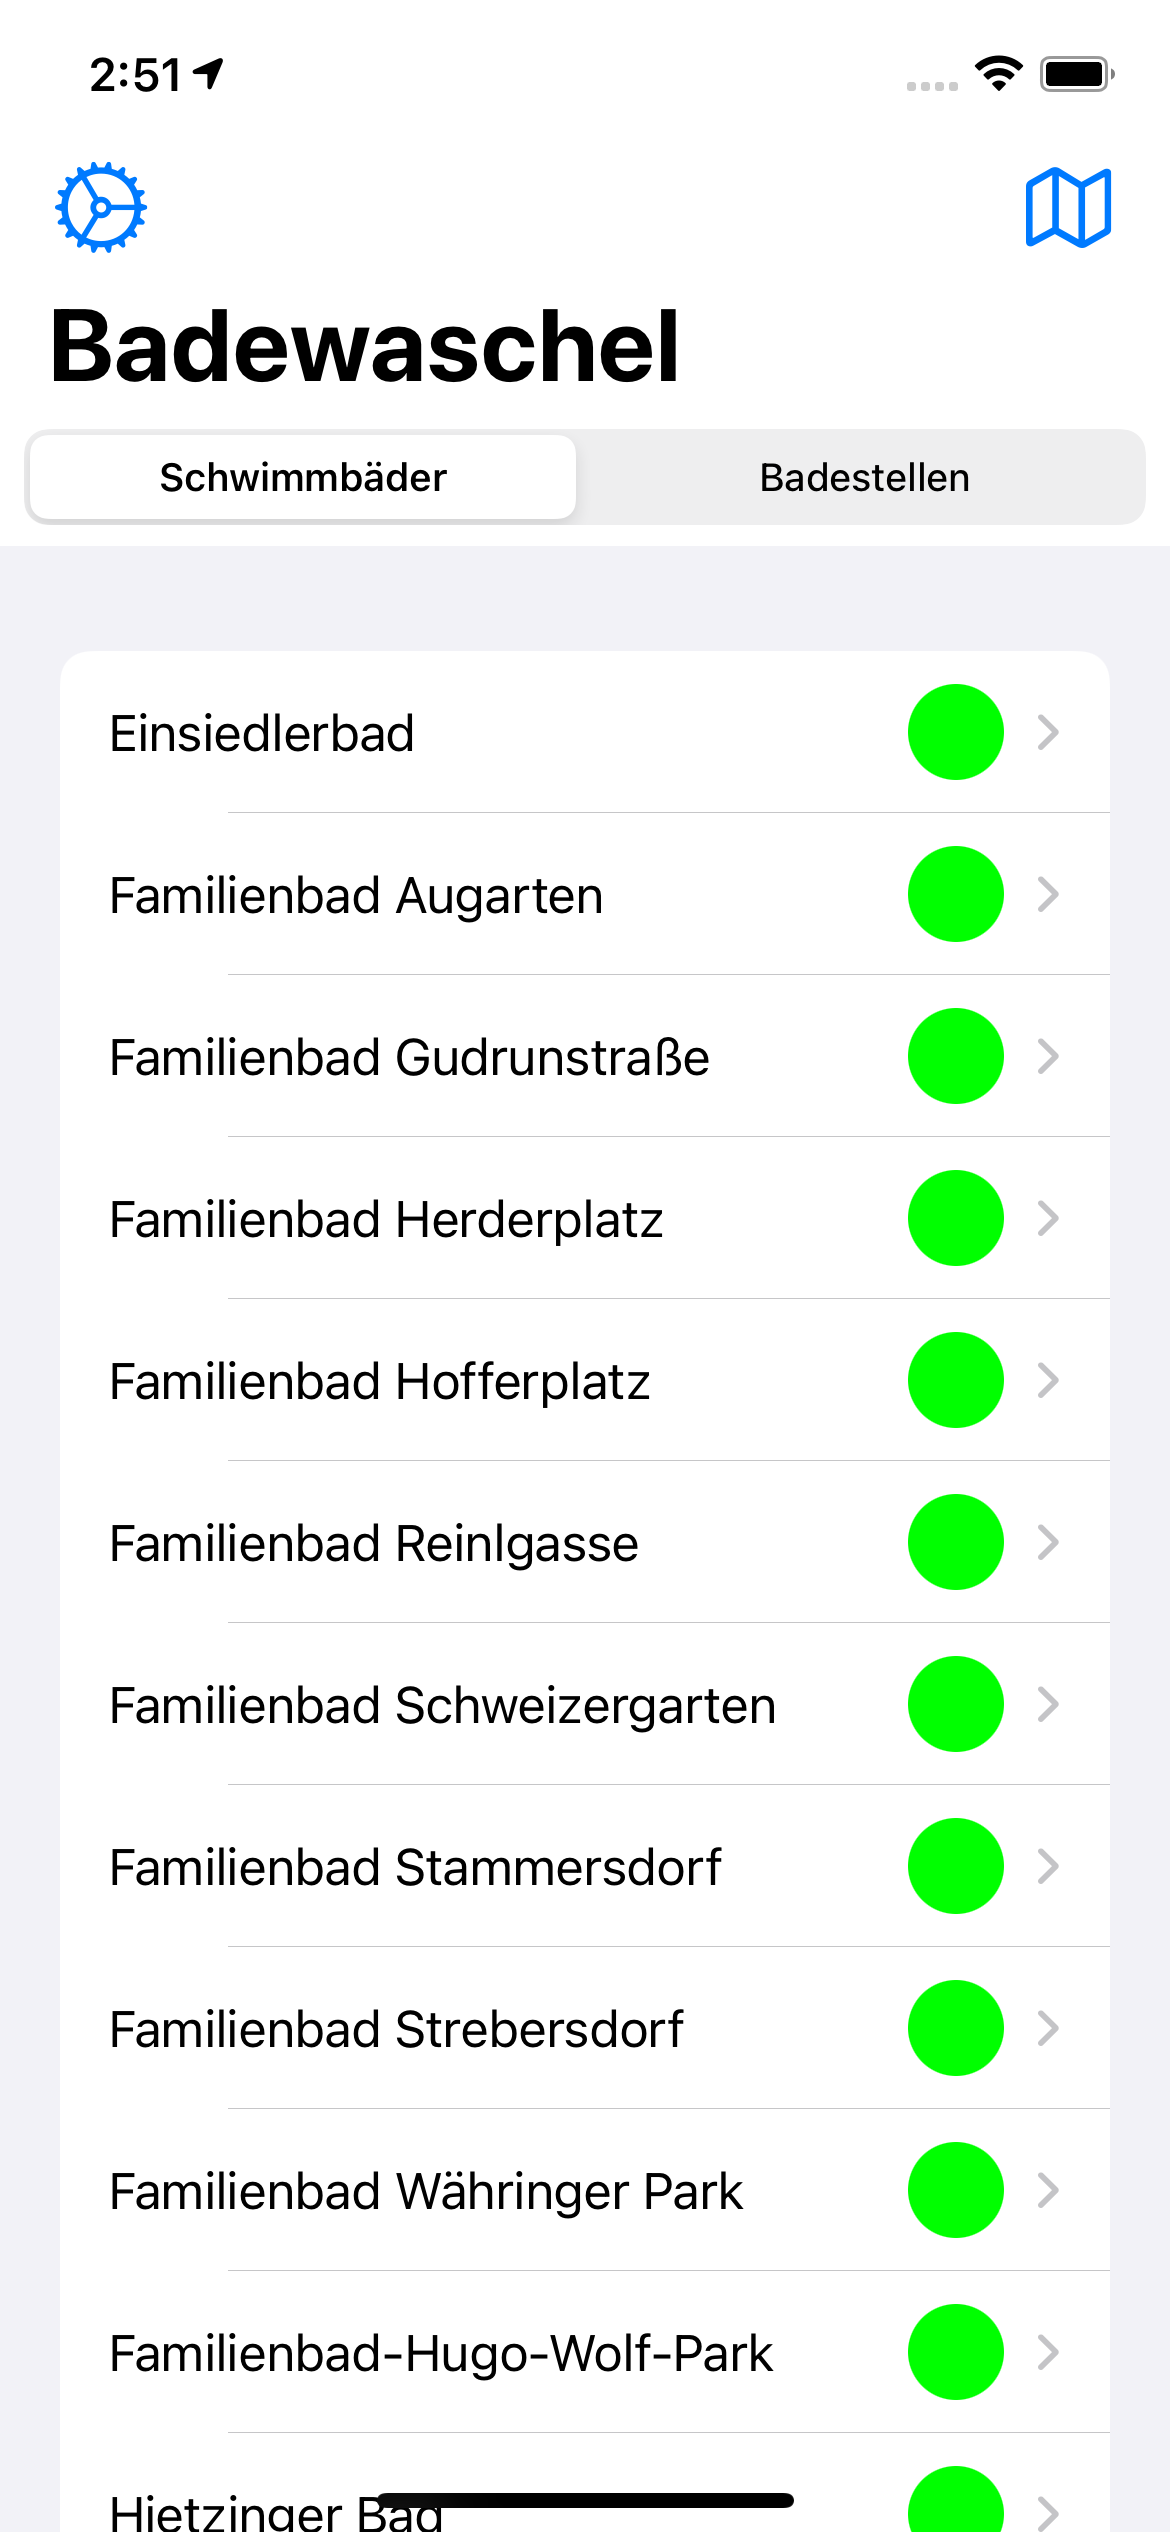 2:51
Badewaschel
Schwimmbäder
Badestellen
Einsiedlerbad
Familienbad Augarten
Familienbad Gudrunstraße
Familienbad Herderplatz
Familienbad Hofferplatz
Familienbad Reinlgasse
Familienbad Schweizergarten
Familienbad Stammersdorf
Familienbad Strebersdorf
Familienbad Währinger Park
Familienbad-Hugo-Wolf-Park
Hietzinger Bad